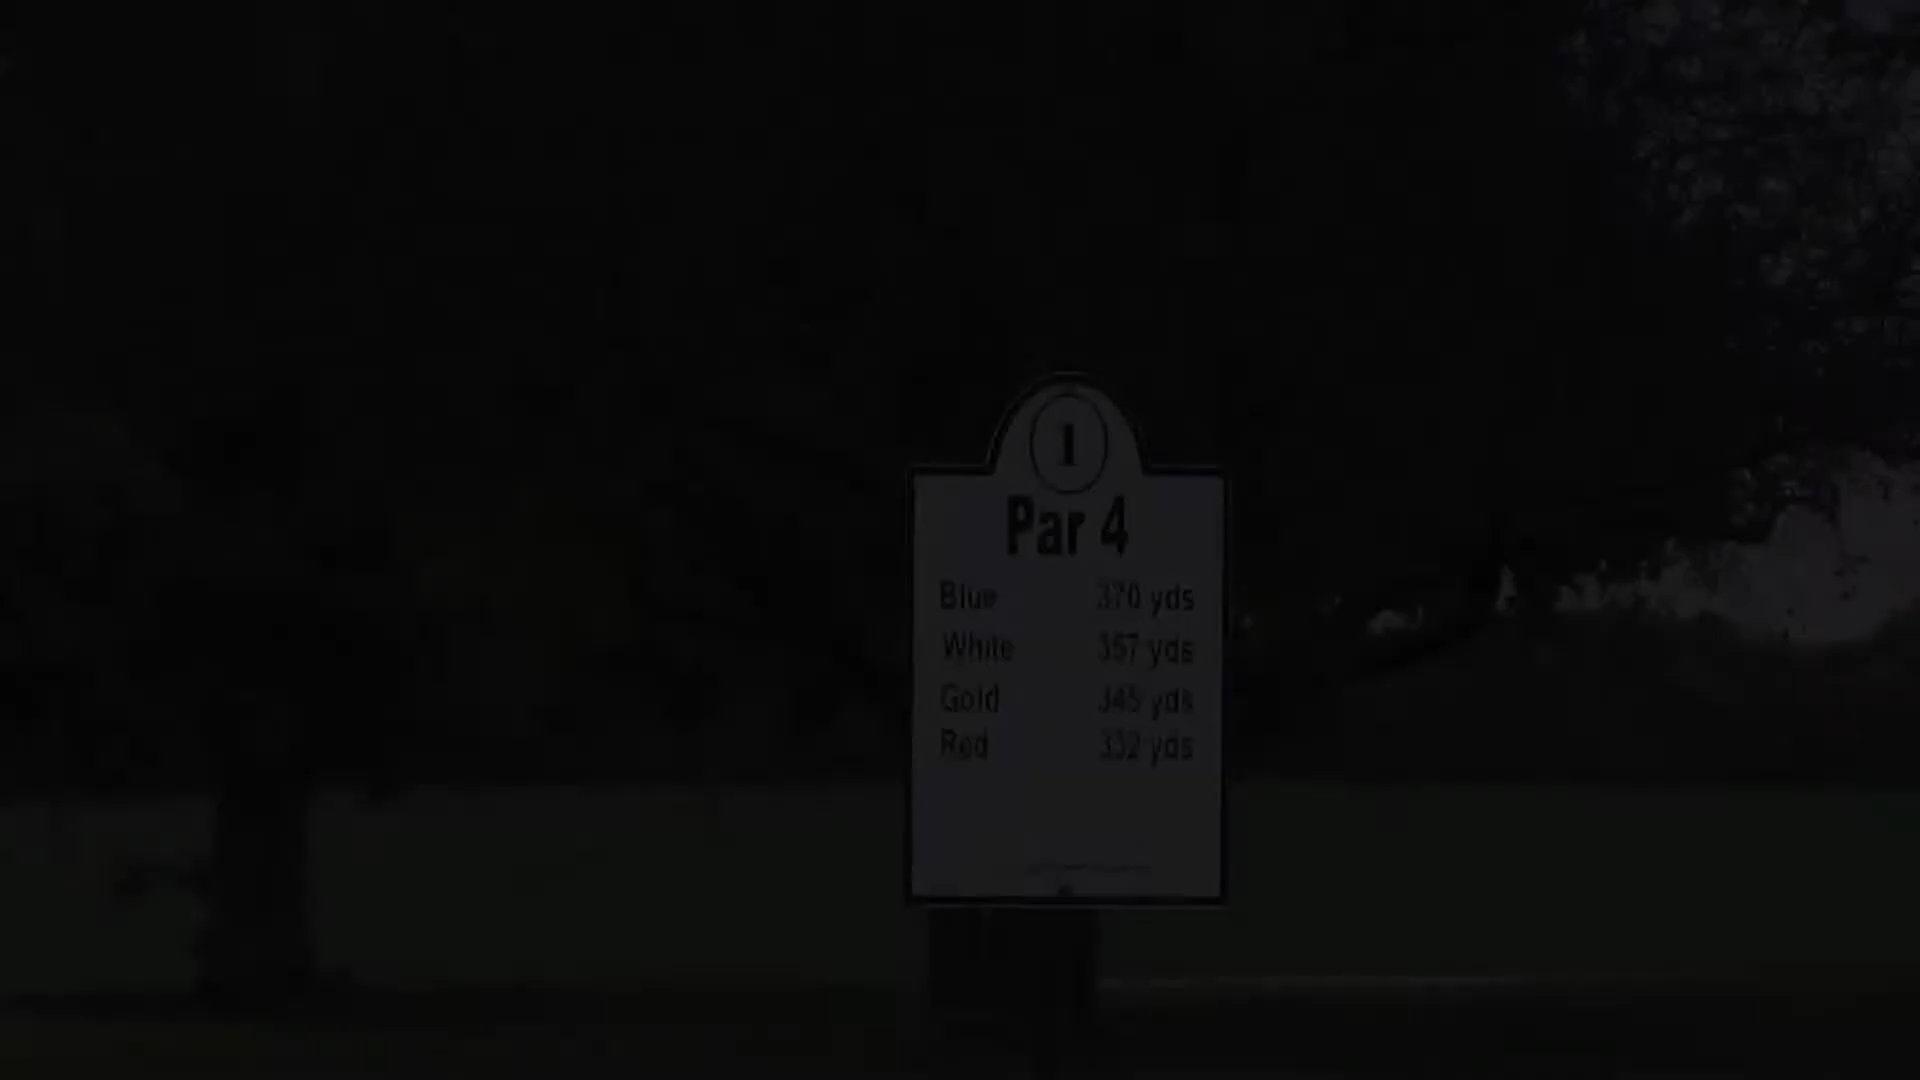 1
Par 4
Blue 370 yds
White 357 yds
Gold 345 yds
Red 332 yds